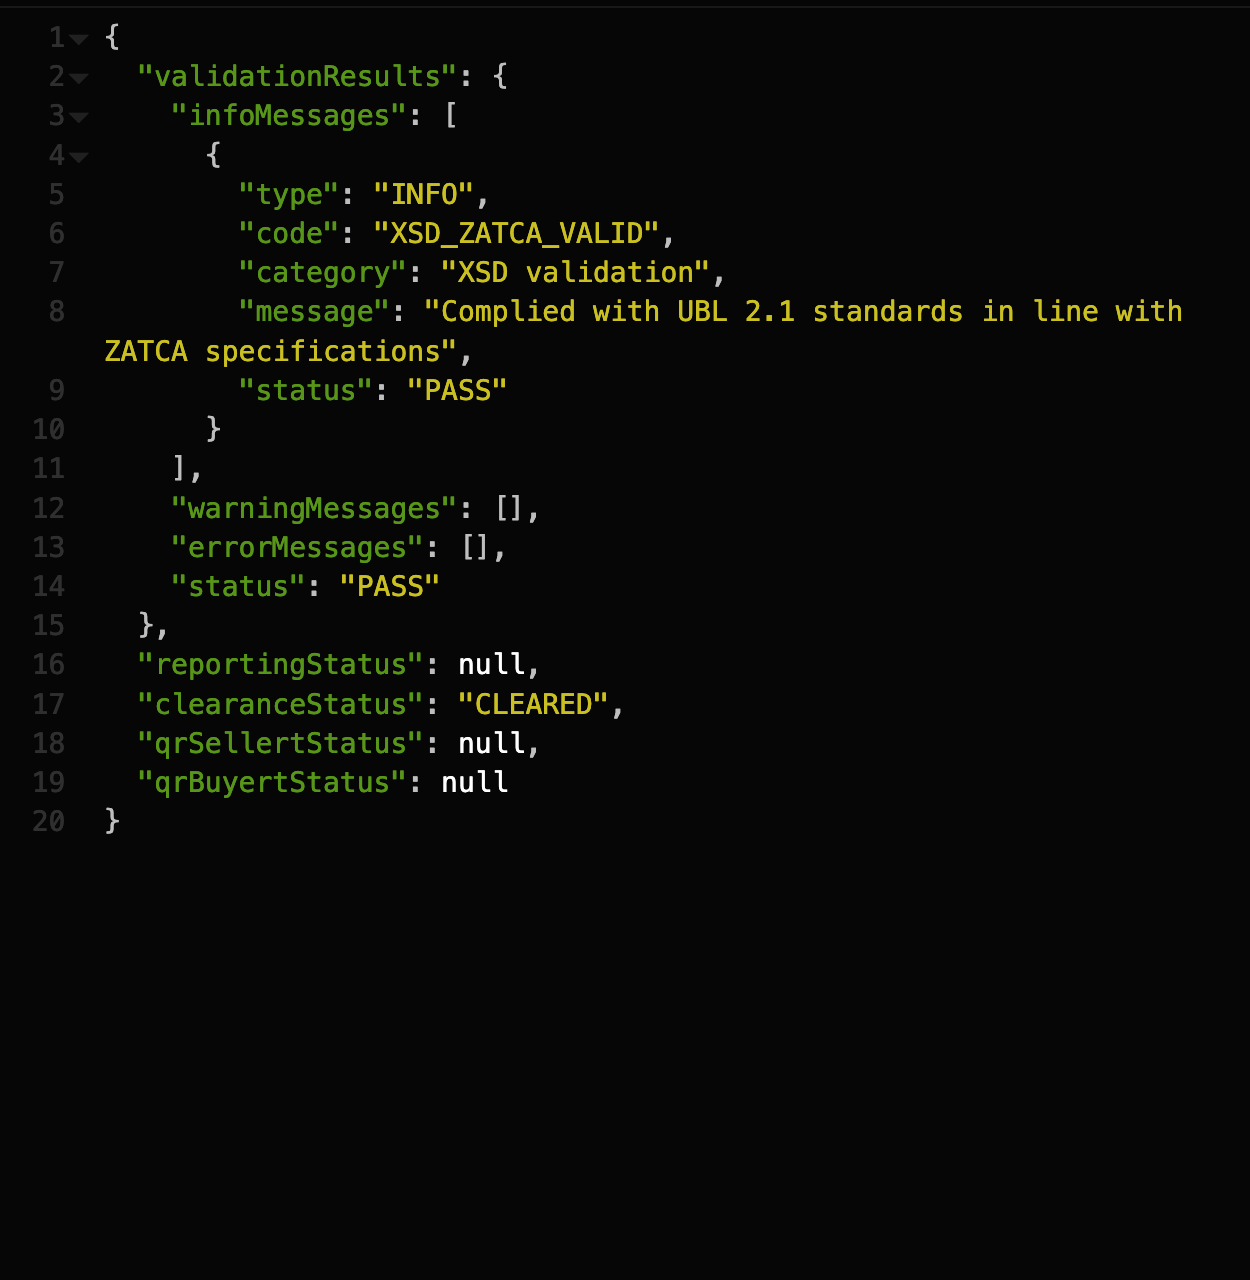 1 {
2 "validationResults": {
3 "infoMessages": [
4 {
5 "type": "INFO",
6 "code": "XSD_ZATCA_VALID",
7 "category": "XSD validation",
8 "message": "Complied with UBL 2.1 standards in line with
ZATCA specifications",
9 "status": "PASS"
10 }
11 ],
12 "warningMessages": [],
13 "errorMessages": [],
14 "status": "PASS"
15 },
16 "reportingStatus": null,
17 "clearanceStatus": "CLEARED",
18 "qrSellertStatus": null,
19 "qrBuyertStatus": null
20 }